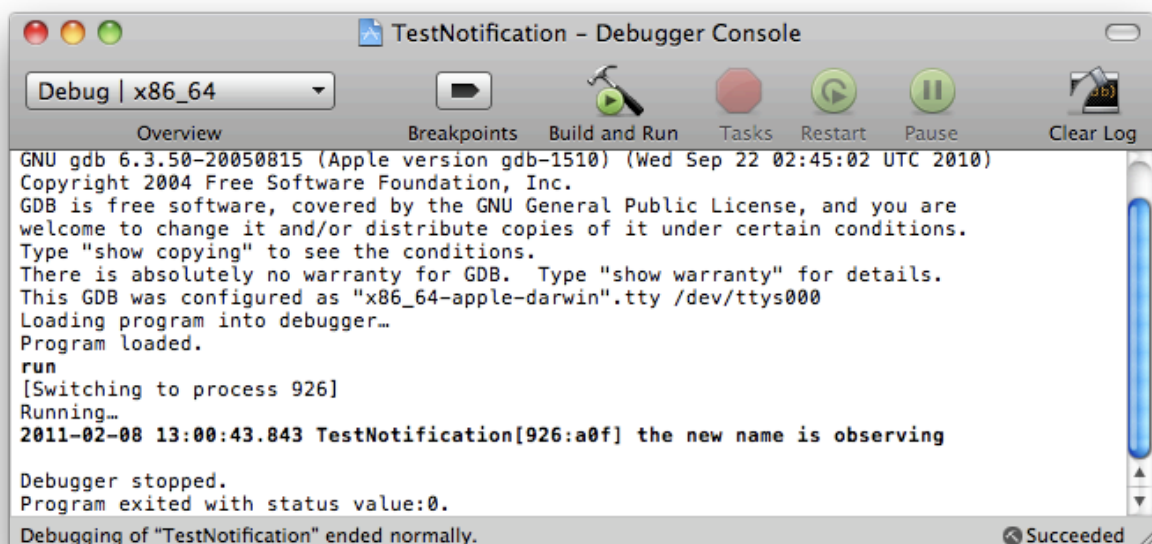 TestNotification – Debugger Console
Debug | x86_64
Overview
Breakpoints
Build and Run
Tasks
Restart
Pause
Clear Log
GNU gdb 6.3.50-20050815 (Apple version gdb-1510) (Wed Sep 22 02:45:02 UTC 2010)
Copyright 2004 Free Software Foundation, Inc.
GDB is free software, covered by the GNU General Public License, and you are
welcome to change it and/or distribute copies of it under certain conditions.
Type "show copying" to see the conditions.
There is absolutely no warranty for GDB.  Type "show warranty" for details.
This GDB was configured as "x86_64-apple-darwin".tty /dev/ttys000
Loading program into debugger…
Program loaded.
run
[Switching to process 926]
Running…
2011-02-08 13:00:43.843 TestNotification[926:a0f] the new name is observing
Debugger stopped.
Program exited with status value:0.
Debugging of “TestNotification” ended normally.
Succeeded